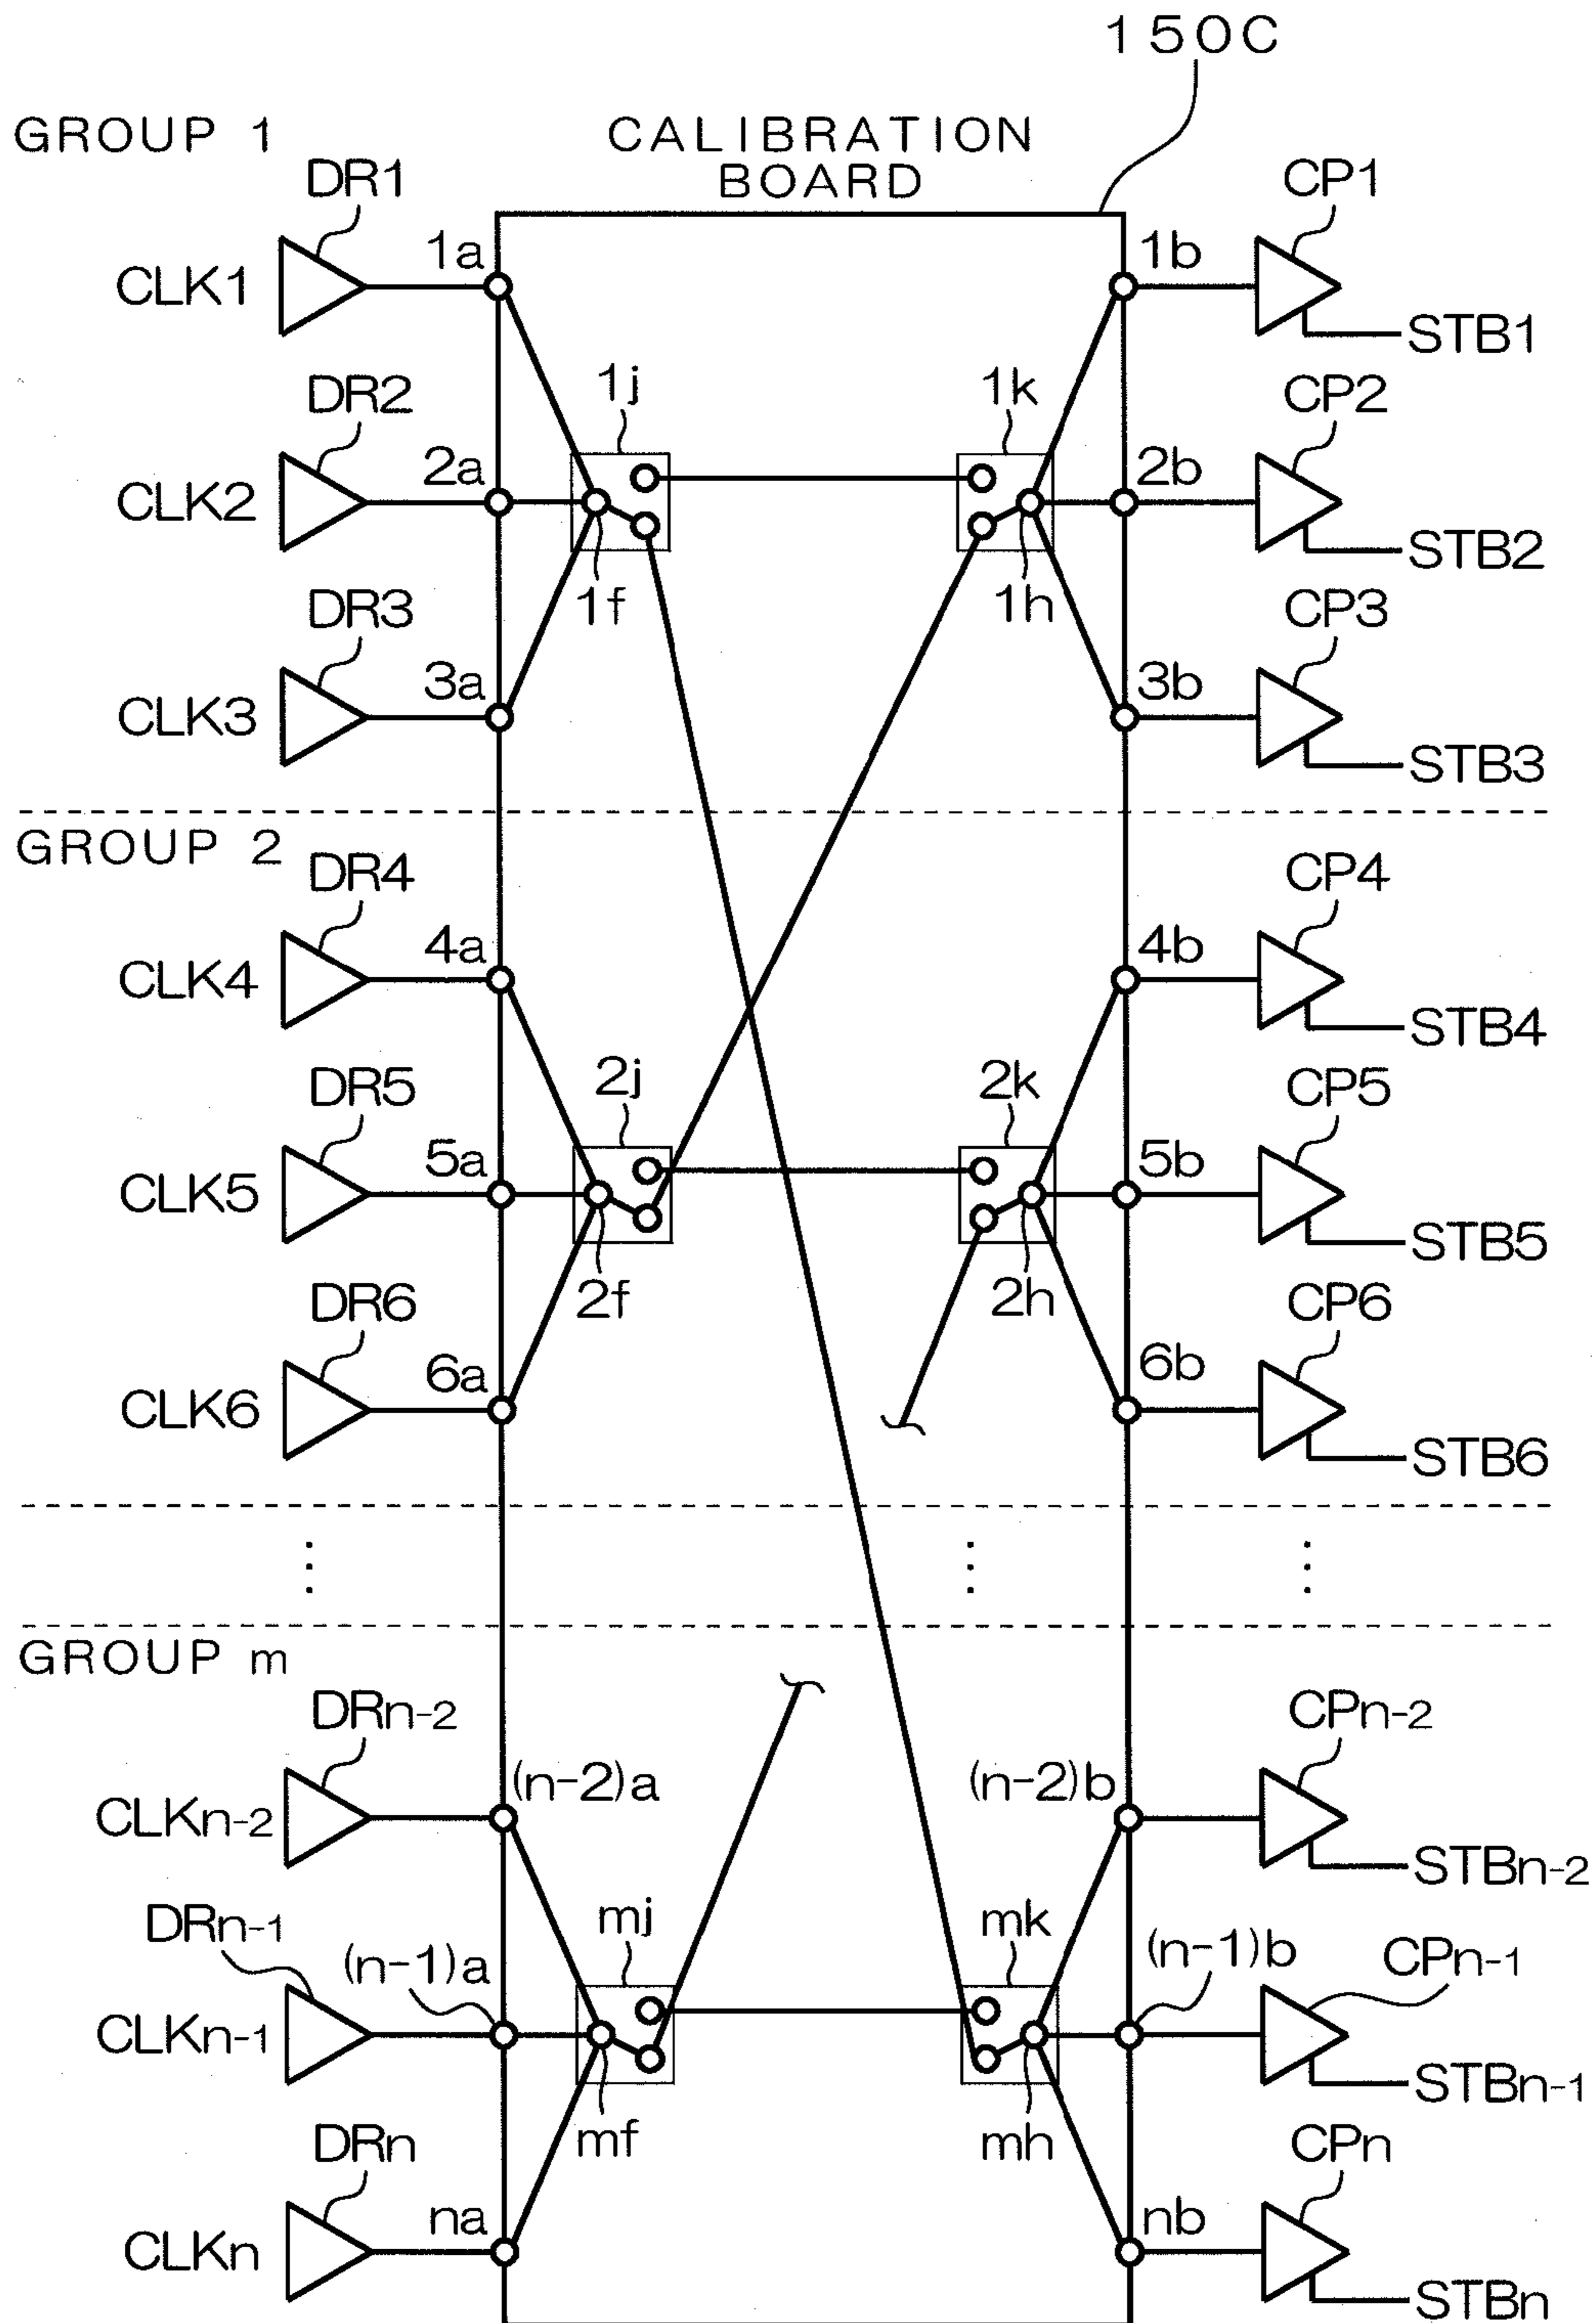 150C
GROUP 1
CALIBRATION
BOARD
DR1
CP1
1a
1b
CLK1
STB1
DR2
1j
1k
CP2
2a
2b
CLK2
STB2
DR3
1f
1h
CP3
3a
3b
CLK3
STB3
GROUP 2
DR4
CP4
4a
4b
CLK4
STB4
DR5
2j
2k
CP5
5a
5b
CLK5
STB5
DR6
2f
2h
CP6
6a
6b
CLK6
STB6
GROUP m
DRn-2
CPn-2
(n-2)a
(n-2)b
CLKn-2
STBn-2
DRn-1
mj
mk
(n-1)a
(n-1)b
CPn-1
CLKn-1
STBn-1
DRn
mf
mh
CPn
na
nb
CLKn
STBn